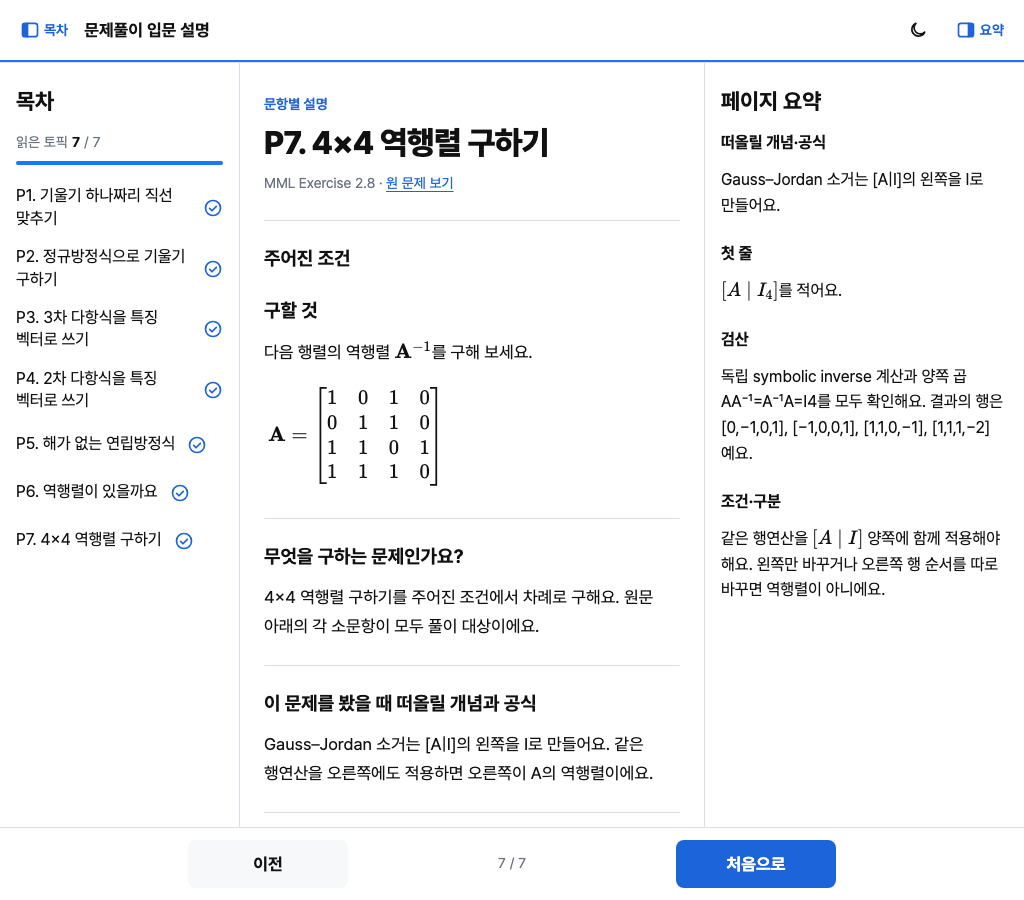 목차
문제풀이 입문 설명
요약
목차
읽은 토픽 7 / 7
P1. 기울기 하나짜리 직선
맞추기
P2. 정규방정식으로 기울기
구하기
P3. 3차 다항식을 특징
벡터로 쓰기
P4. 2차 다항식을 특징
벡터로 쓰기
P5. 해가 없는 연립방정식
P6. 역행렬이 있을까요
P7. 4×4 역행렬 구하기
문항별 설명
P7. 4×4 역행렬 구하기
MML Exercise 2.8 · 원 문제 보기
주어진 조건
구할 것
다음 행렬의 역행렬 A⁻¹를 구해 보세요.
A =
1 0 1 0
0 1 1 0
1 1 0 1
1 1 1 0
무엇을 구하는 문제인가요?
4×4 역행렬 구하기를 주어진 조건에서 차례로 구해요. 원문
아래의 각 소문항이 모두 풀이 대상이에요.
이 문제를 봤을 때 떠올릴 개념과 공식
Gauss–Jordan 소거는 [A|I]의 왼쪽을 I로 만들어요. 같은
행연산을 오른쪽에도 적용하면 오른쪽이 A의 역행렬이에요.
페이지 요약
떠올릴 개념·공식
Gauss–Jordan 소거는 [A|I]의 왼쪽을 I로
만들어요.
첫 줄
[A | I₄]를 적어요.
검산
독립 symbolic inverse 계산과 양쪽 곱
AA⁻¹=A⁻¹A=I4를 모두 확인해요. 결과의 행은
[0,−1,0,1], [−1,0,0,1], [1,1,0,−1], [1,1,1,−2]
예요.
조건·구분
같은 행연산을 [A | I] 양쪽에 함께 적용해야
해요. 왼쪽만 바꾸거나 오른쪽 행 순서를 따로
바꾸면 역행렬이 아니에요.
이전
7 / 7
처음으로